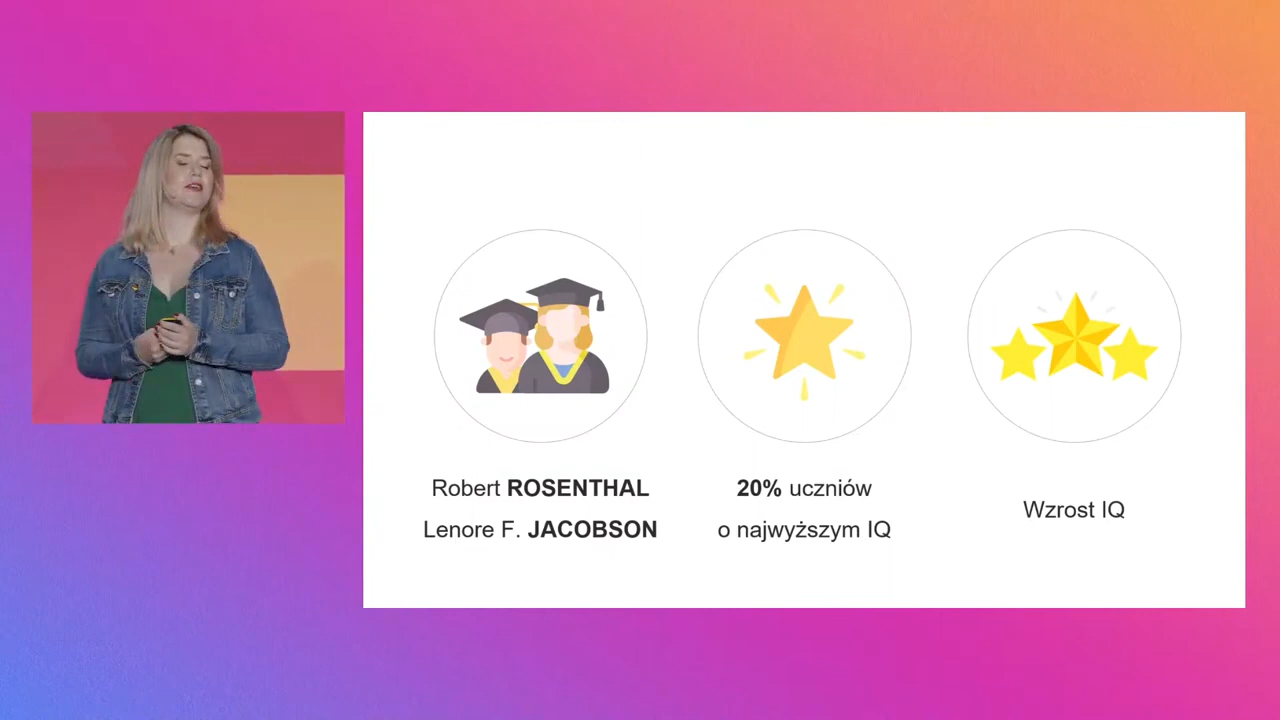 Robert ROSENTHAL
Lenore F. JACOBSON
20% uczniów
o najwyższym IQ
Wzrost IQ